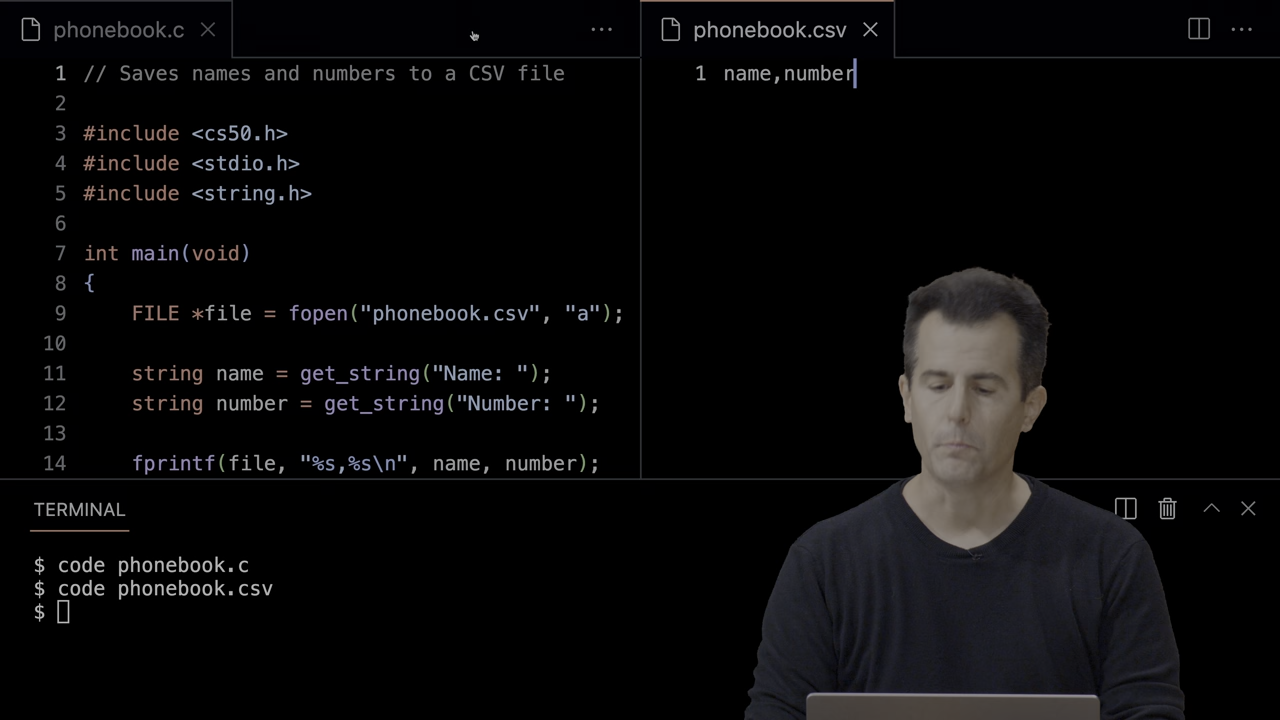 phonebook.c
phonebook.csv
1 // Saves names and numbers to a CSV file
2
3 #include <cs50.h>
4 #include <stdio.h>
5 #include <string.h>
6
7 int main(void)
8 {
9 FILE *file = fopen("phonebook.csv", "a");
10
11 string name = get_string("Name: ");
12 string number = get_string("Number: ");
13
14 fprintf(file, "%s,%s\n", name, number);
1 name,number
TERMINAL
$ code phonebook.c
$ code phonebook.csv
$